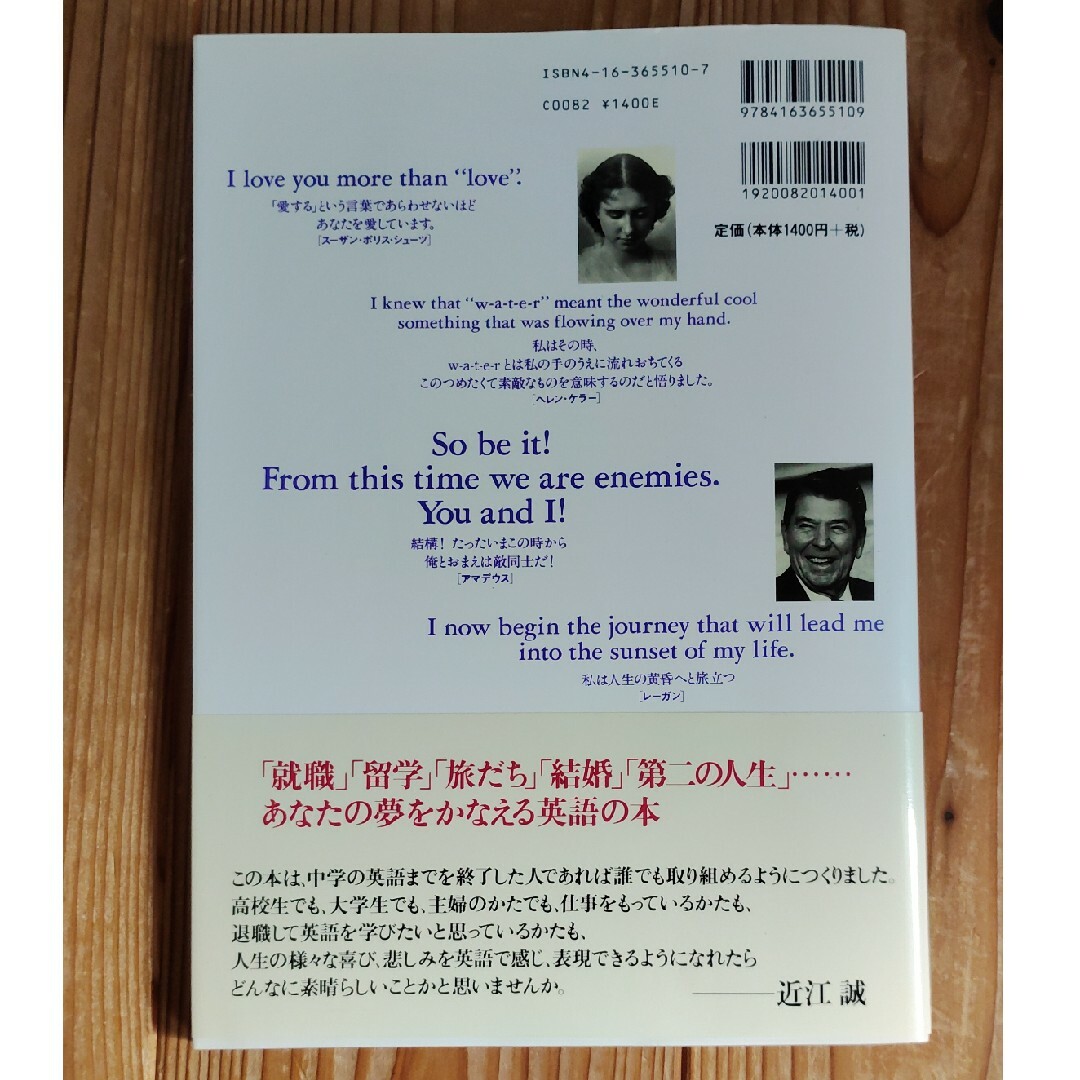 ISBN4-16-365510-7
C0082 ¥1400E
9784163655109
1920082014001
定価(本体1400円+税)
I love you more than “love”.
「愛する」という言葉であらわせないほど
あなたを愛しています。
[スーザン・ポリス・シューツ]
I knew that “w-a-t-e-r” meant the wonderful cool
something that was flowing over my hand.
私はその時、
w-a-t-e-rとは私の手のうえに流れおちてくる
このつめたくて素敵なものを意味するのだと悟りました。
[ヘレン・ケラー]
So be it!
From this time we are enemies.
You and I!
結構! たったいまこの時から
俺とおまえは敵同士だ!
[アマデウス]
I now begin the journey that will lead me
into the sunset of my life.
私は人生の黄昏へと旅立つ
[レーガン]
「就職」「留学」「旅だち」「結婚」「第二の人生」……
あなたの夢をかなえる英語の本
この本は、中学の英語までを終了した人であれば誰でも取り組めるようにつくりました。
高校生でも、大学生でも、主婦のかたでも、仕事をもっているかたも、
退職して英語を学びたいと思っているかたも、
人生の様々な喜び、悲しみを英語で感じ、表現できるようになれたら
どんなに素晴らしいことかと思いませんか。
——近江 誠